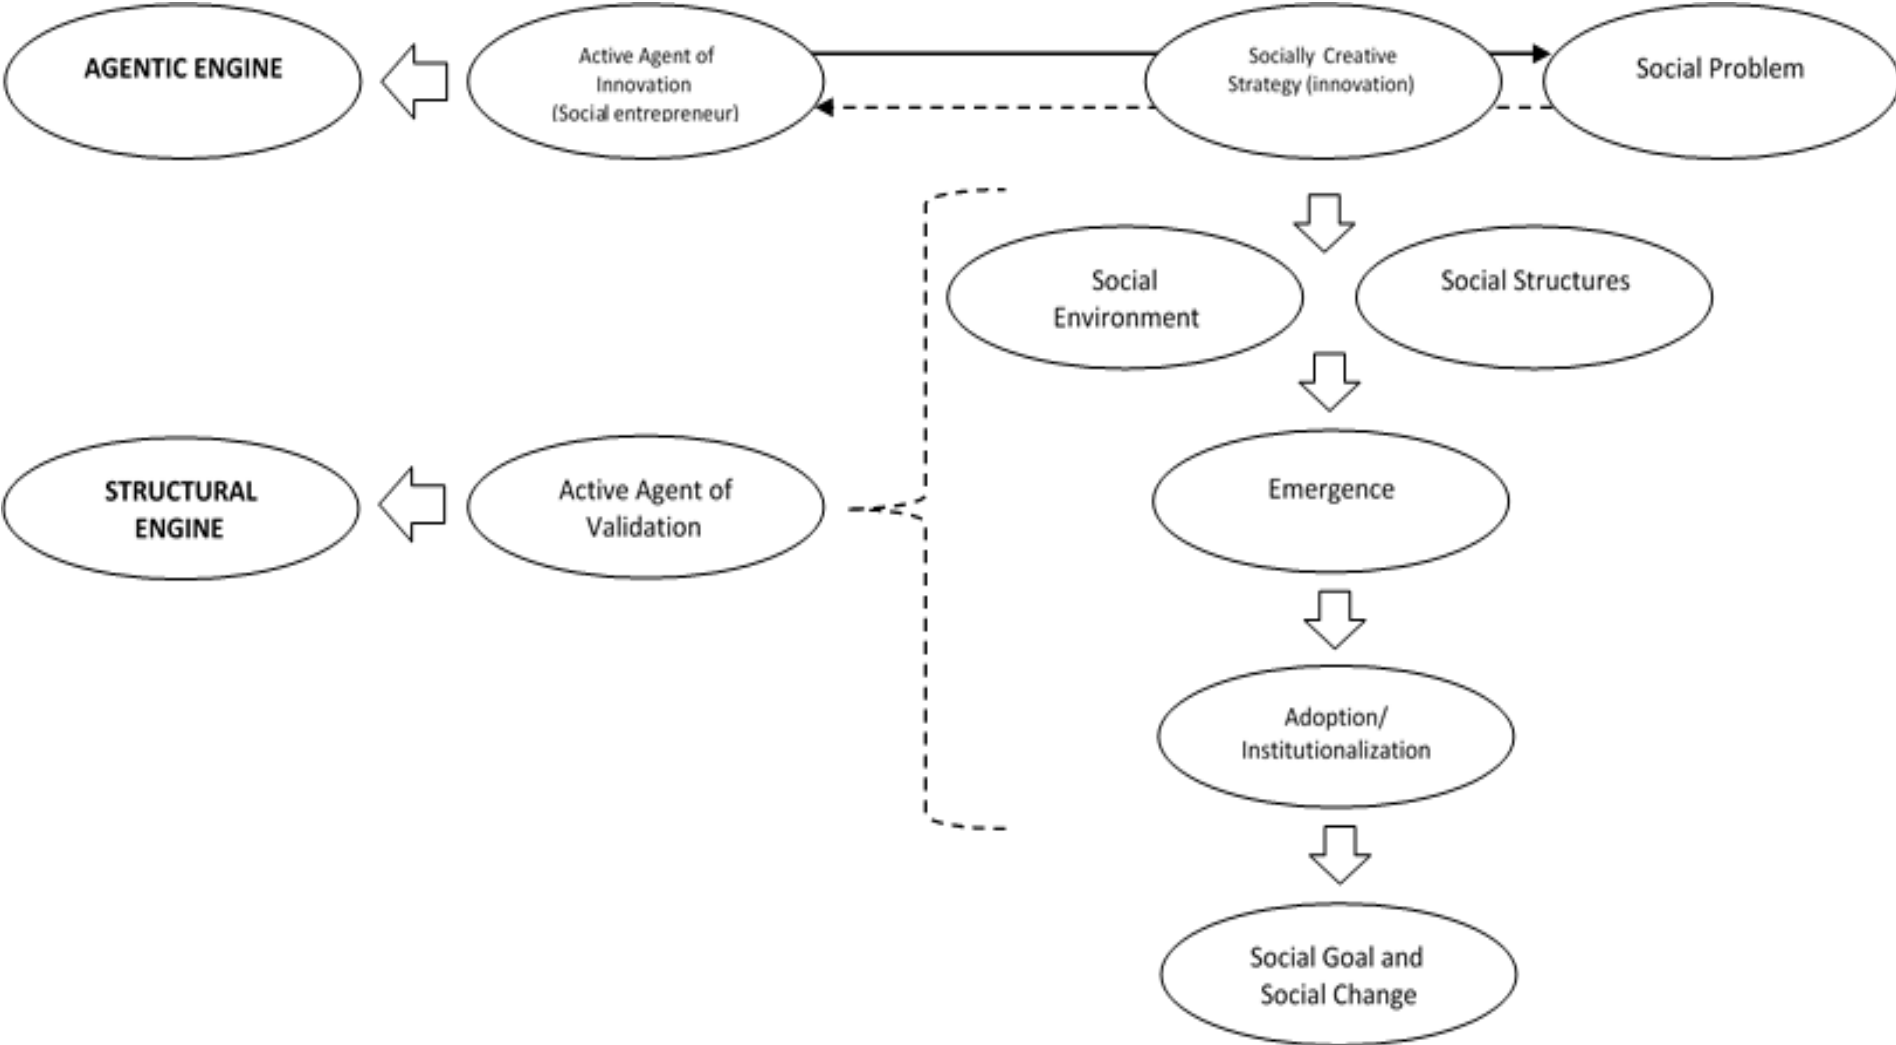 AGENTIC ENGINE
Active Agent of
Innovation
(Social entrepreneur)
Socially Creative
Strategy (innovation)
Social Problem
Social
Environment
Social Structures
STRUCTURAL
ENGINE
Active Agent of
Validation
Emergence
Adoption/
Institutionalization
Social Goal and
Social Change